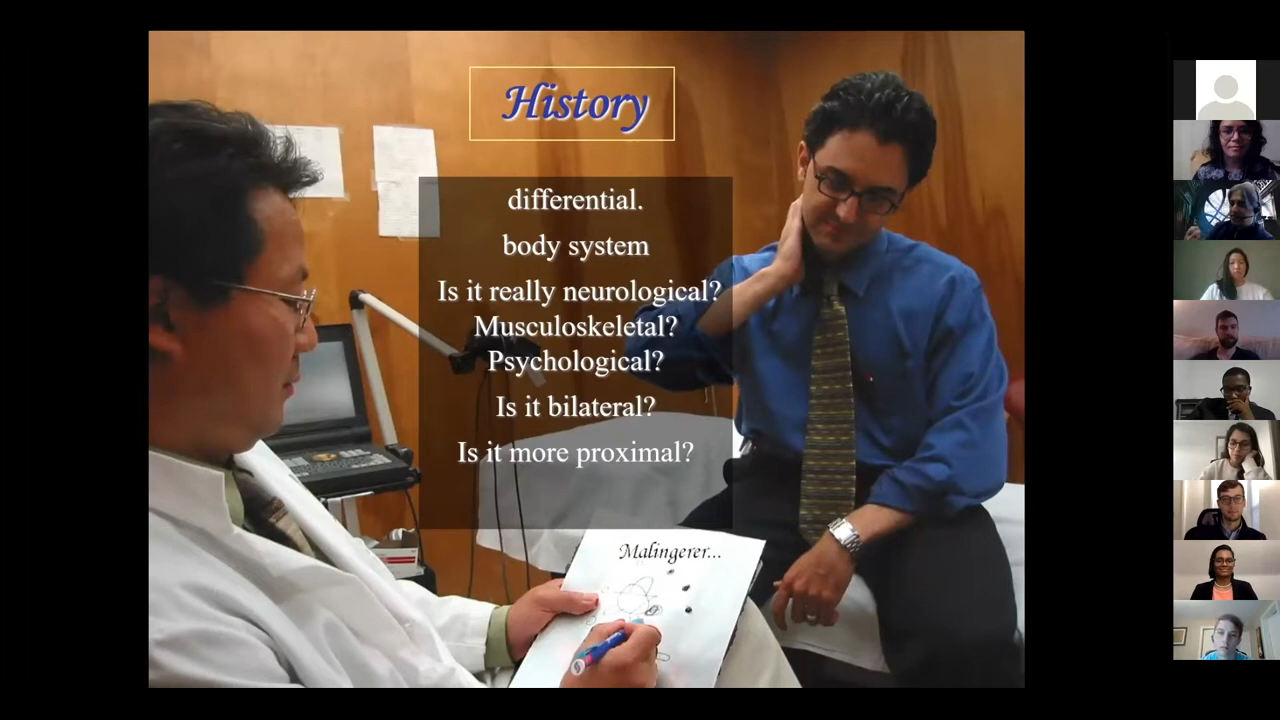 History
differential.
body system
Is it really neurological?
Musculoskeletal?
Psychological?
Is it bilateral?
Is it more proximal?
Malingerer...